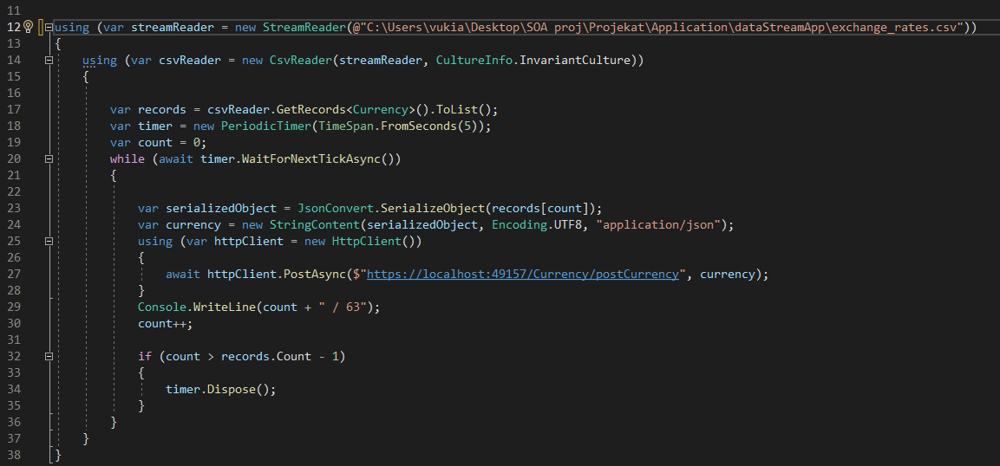 11
12 using (var streamReader = new StreamReader(@"C:\Users\vukia\Desktop\SOA proj\Projekat\Application\dataStreamApp\exchange_rates.csv"))
13 {
14     using (var csvReader = new CsvReader(streamReader, CultureInfo.InvariantCulture))
15     {
16
17         var records = csvReader.GetRecords<Currency>().ToList();
18         var timer = new PeriodicTimer(TimeSpan.FromSeconds(5));
19         var count = 0;
20         while (await timer.WaitForNextTickAsync())
21         {
22
23             var serializedObject = JsonConvert.SerializeObject(records[count]);
24             var currency = new StringContent(serializedObject, Encoding.UTF8, "application/json");
25             using (var httpClient = new HttpClient())
26             {
27                 await httpClient.PostAsync($"https://localhost:49157/Currency/postCurrency", currency);
28             }
29             Console.WriteLine(count + " / 63");
30             count++;
31
32             if (count > records.Count - 1)
33             {
34                 timer.Dispose();
35             }
36         }
37     }
38 }